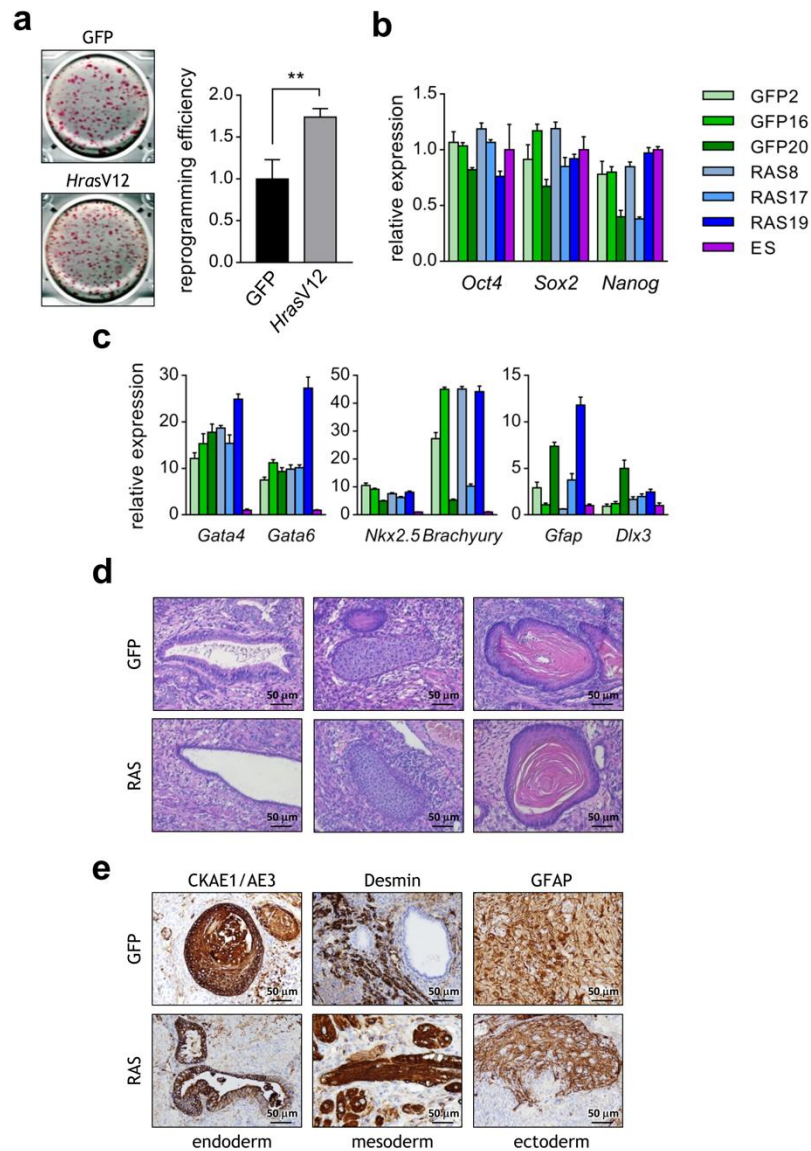 a
GFP
HrasV12
reprogramming efficiency
2.0
1.5
1.0
0.5
0.0
**
GFP
HrasV12
b
relative expression
1.5
1.0
0.5
0.0
Oct4 Sox2 Nanog
GFP2
GFP16
GFP20
RAS8
RAS17
RAS19
ES
c
relative expression
30
20
10
0
Gata4 Gata6
50
40
30
20
10
0
Nkx2.5 Brachyury
15
10
5
0
Gfap Dlx3
d
GFP
50 µm
50 µm
50 µm
RAS
50 µm
50 µm
50 µm
e
CKAE1/AE3 Desmin GFAP
GFP
50 µm
50 µm
50 µm
RAS
50 µm
50 µm
50 µm
endoderm mesoderm ectoderm